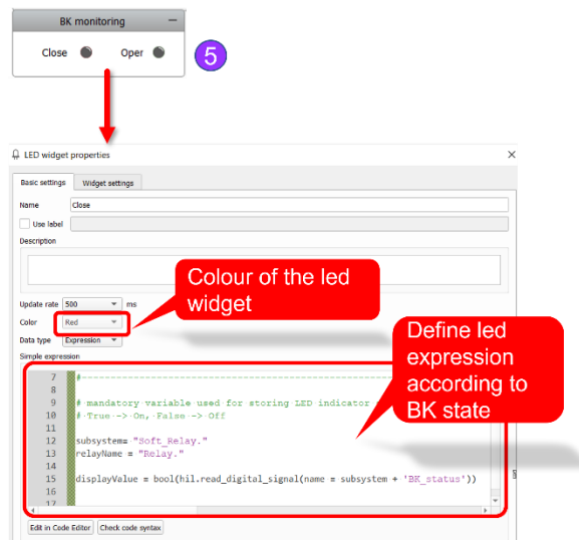 BK monitoring
Close Oper
5
LED widget properties
Basic settings Widget settings
Name Close
Use label
Description
Update rate 500 ms
Color Red
Data type Expression
Simple expression
Colour of the led
widget
Define led
expression
according to
BK state
7 #----------------------------------------------------
8
9 # mandatory variable used for storing LED indicator
10 # True -> On, False -> Off
11
12 subsystem= "Soft_Relay."
13 relayName = "Relay."
14
15 displayValue = bool(hil.read_digital_signal(name = subsystem + 'BK_status'))
16
17
Edit in Code Editor Check code syntax